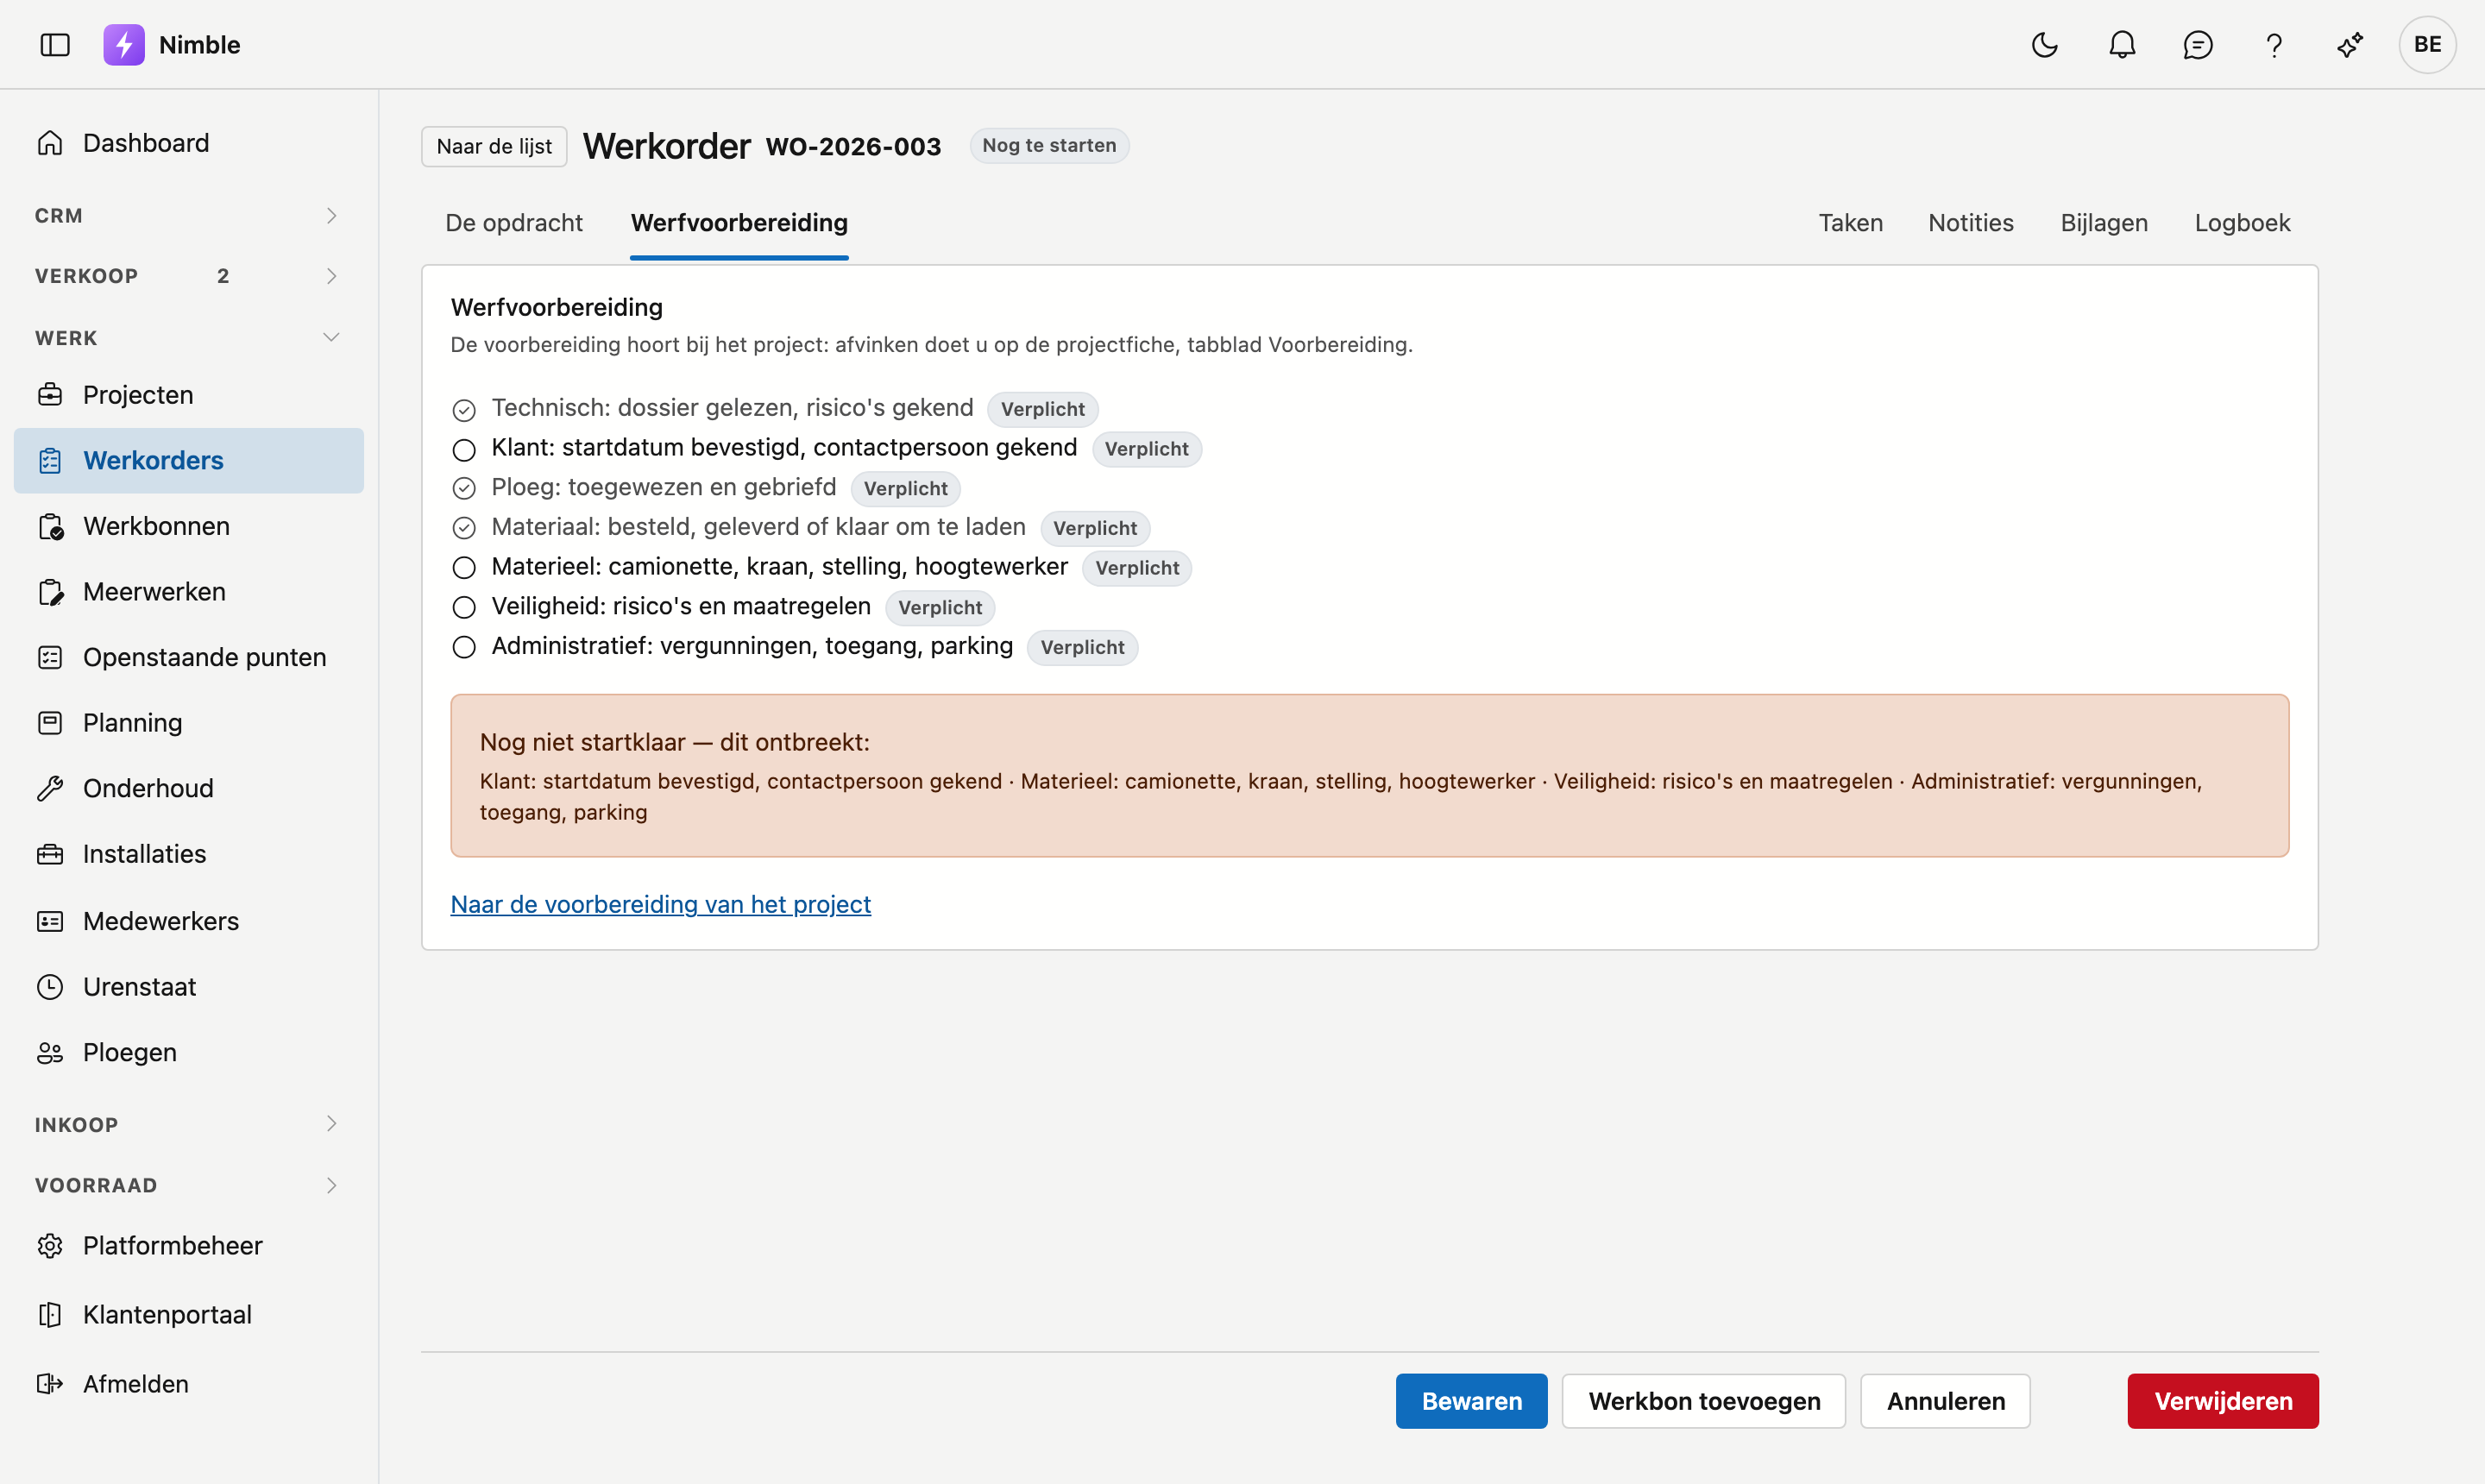 Nimble
BE
Dashboard
CRM
VERKOOP 2
WERK
Projecten
Werkorders
Werkbonnen
Meerwerken
Openstaande punten
Planning
Onderhoud
Installaties
Medewerkers
Urenstaat
Ploegen
INKOOP
VOORRAAD
Platformbeheer
Klantenportaal
Afmelden
Naar de lijst Werkorder WO-2026-003 Nog te starten
De opdracht Werfvoorbereiding Taken Notities Bijlagen Logboek
Werfvoorbereiding
De voorbereiding hoort bij het project: afvinken doet u op de projectfiche, tabblad Voorbereiding.
Technisch: dossier gelezen, risico's gekend Verplicht
Klant: startdatum bevestigd, contactpersoon gekend Verplicht
Ploeg: toegewezen en gebriefd Verplicht
Materiaal: besteld, geleverd of klaar om te laden Verplicht
Materieel: camionette, kraan, stelling, hoogtewerker Verplicht
Veiligheid: risico's en maatregelen Verplicht
Administratief: vergunningen, toegang, parking Verplicht
Nog niet startklaar — dit ontbreekt:
Klant: startdatum bevestigd, contactpersoon gekend · Materieel: camionette, kraan, stelling, hoogtewerker · Veiligheid: risico's en maatregelen · Administratief: vergunningen,
toegang, parking
Naar de voorbereiding van het project
Bewaren Werkbon toevoegen Annuleren Verwijderen